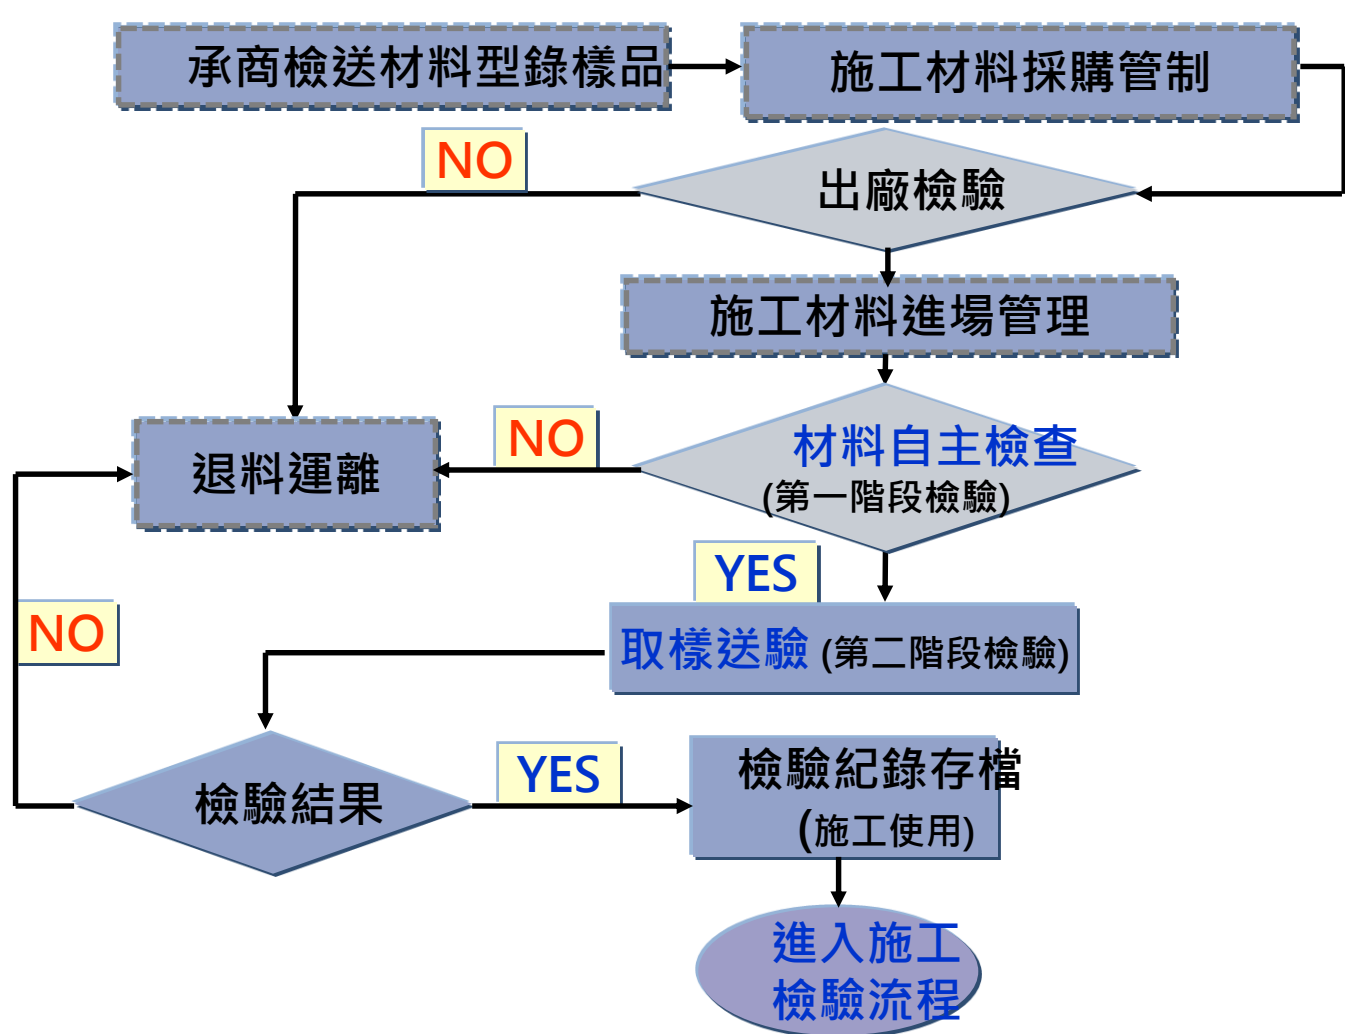 承商檢送材料型錄樣品
施工材料採購管制
NO
出廠檢驗
施工材料進場管理
NO
材料自主檢查
(第一階段檢驗)
退料運離
YES
NO
取樣送驗 (第二階段檢驗)
YES
檢驗結果
檢驗紀錄存檔
(施工使用)
進入施工
檢驗流程